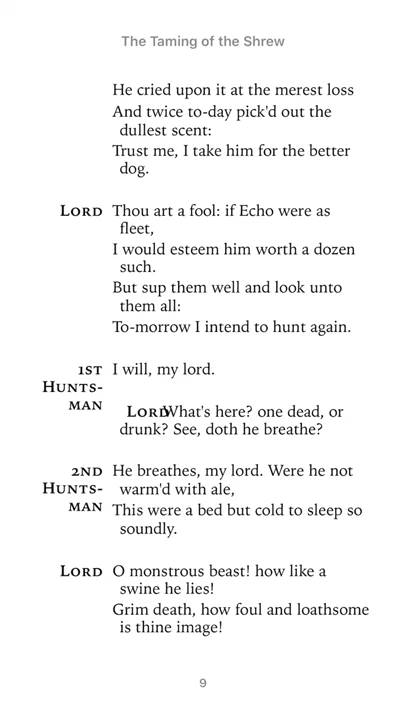 The Taming of the Shrew
He cried upon it at the merest loss
And twice to-day pick'd out the
dullest scent:
Trust me, I take him for the better
dog.
LORD Thou art a fool: if Echo were as
fleet,
I would esteem him worth a dozen
such.
But sup them well and look unto
them all:
To-morrow I intend to hunt again.
1ST I will, my lord.
HUNTS-
MAN
LORD What's here? one dead, or
drunk? See, doth he breathe?
2ND He breathes, my lord. Were he not
HUNTS- warm'd with ale,
MAN This were a bed but cold to sleep so
soundly.
LORD O monstrous beast! how like a
swine he lies!
Grim death, how foul and loathsome
is thine image!
9